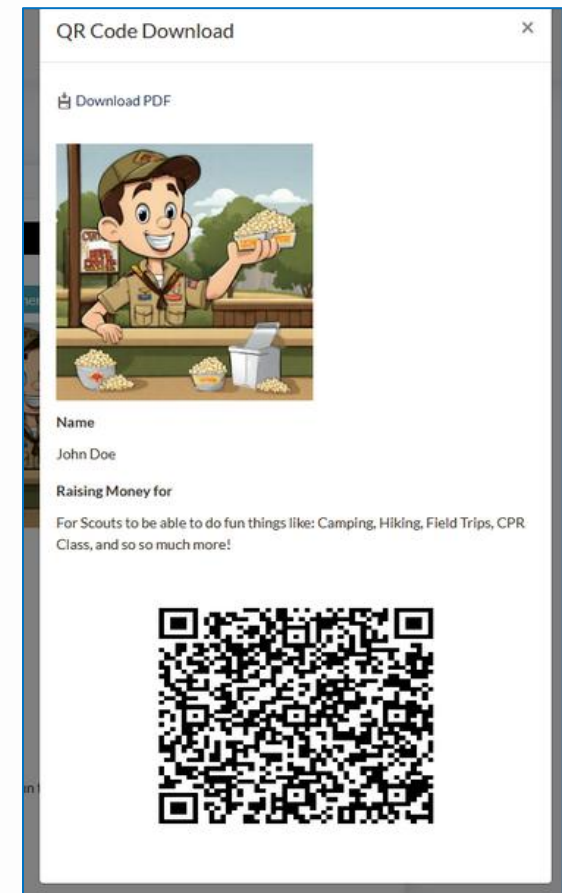 QR Code Download ×
Download PDF
Name
John Doe
Raising Money for
For Scouts to be able to do fun things like: Camping, Hiking, Field Trips, CPR
Class, and so so much more!